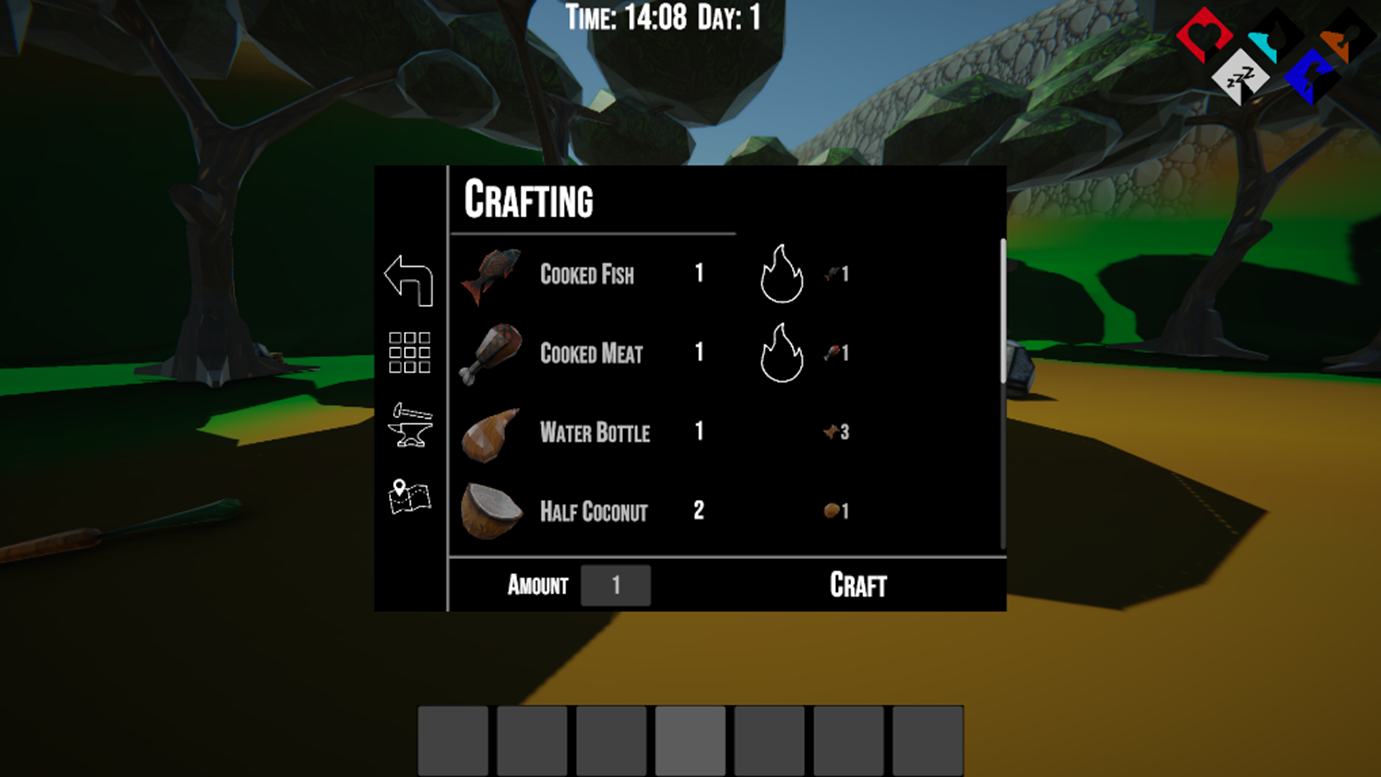 Time: 14:08 Day: 1
zzz
Crafting
Cooked Fish 1 1
Cooked Meat 1 1
Water Bottle 1 3
Half Coconut 2 1
Amount 1 Craft